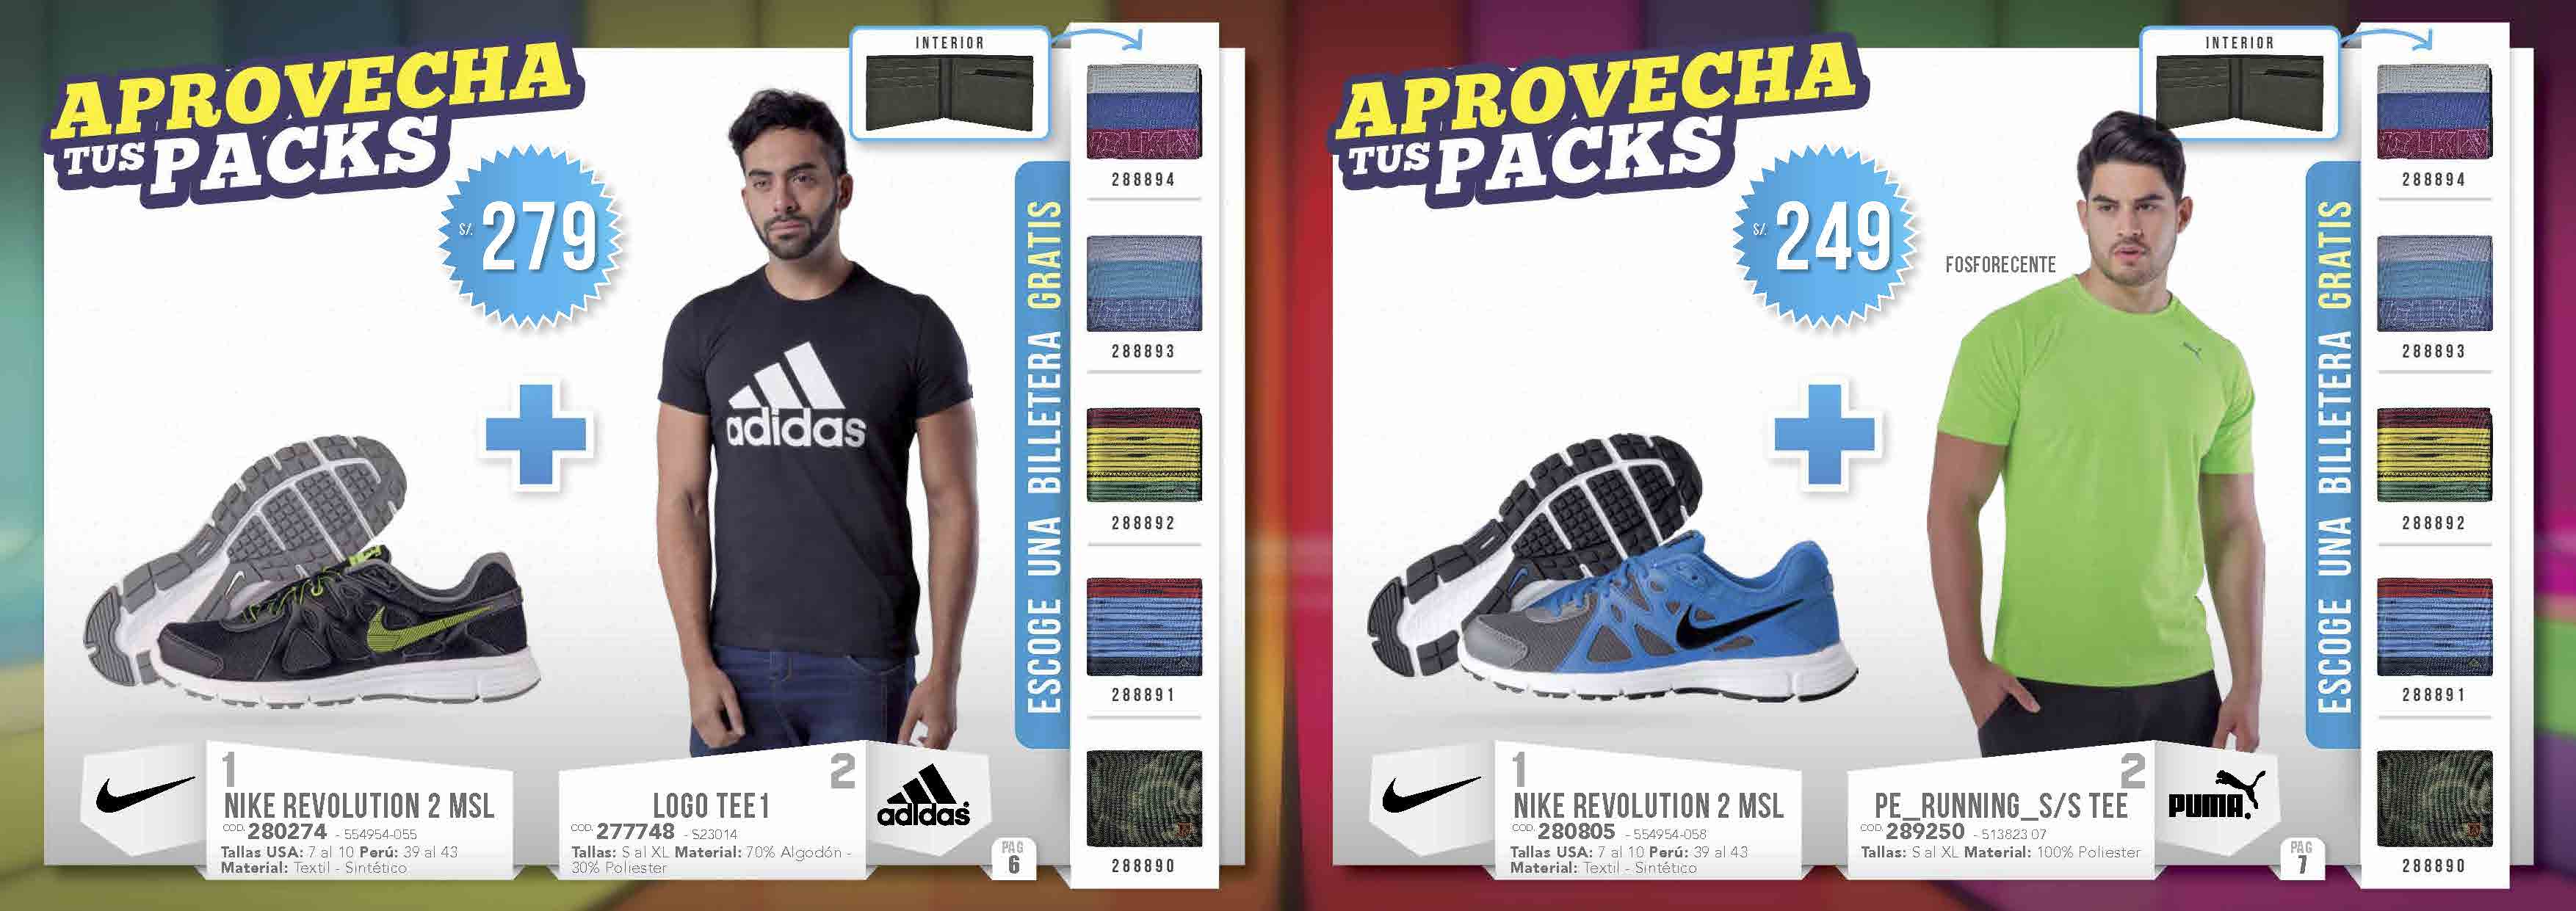 APROVECHA
TUS PACKS
S/. 279
INTERIOR
adidas
ESCOGE UNA BILLETERA GRATIS
288894
288893
288892
288891
288890
1
NIKE REVOLUTION 2 MSL
COD. 280274 - 554954-055
Tallas USA: 7 al 10 Perú: 39 al 43
Material: Textil - Sintético
2
LOGO TEE1
COD. 277748 - S23014
Tallas: S al XL Material: 70% Algodón -
30% Poliester
adidas
PAG
6
APROVECHA
TUS PACKS
S/. 249
FOSFORECENTE
INTERIOR
ESCOGE UNA BILLETERA GRATIS
288894
288893
288892
288891
288890
1
NIKE REVOLUTION 2 MSL
COD. 280805 - 554954-058
Tallas USA: 7 al 10 Perú: 39 al 43
Material: Textil - Sintético
2
PE_RUNNING_S/S TEE
COD. 289250 - 513823 07
Tallas: S al XL Material: 100% Poliester
PUMA
PAG
7